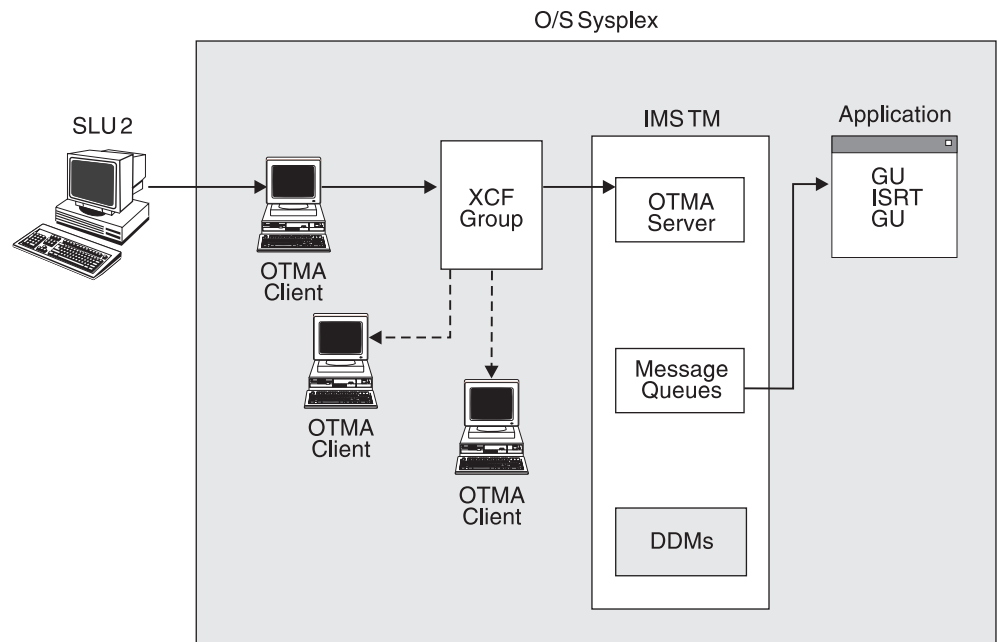 O/S Sysplex
SLU 2
OTMA
Client
XCF
Group
OTMA
Client
OTMA
Client
IMS TM
OTMA
Server
Message
Queues
DDMs
Application
GU
ISRT
GU